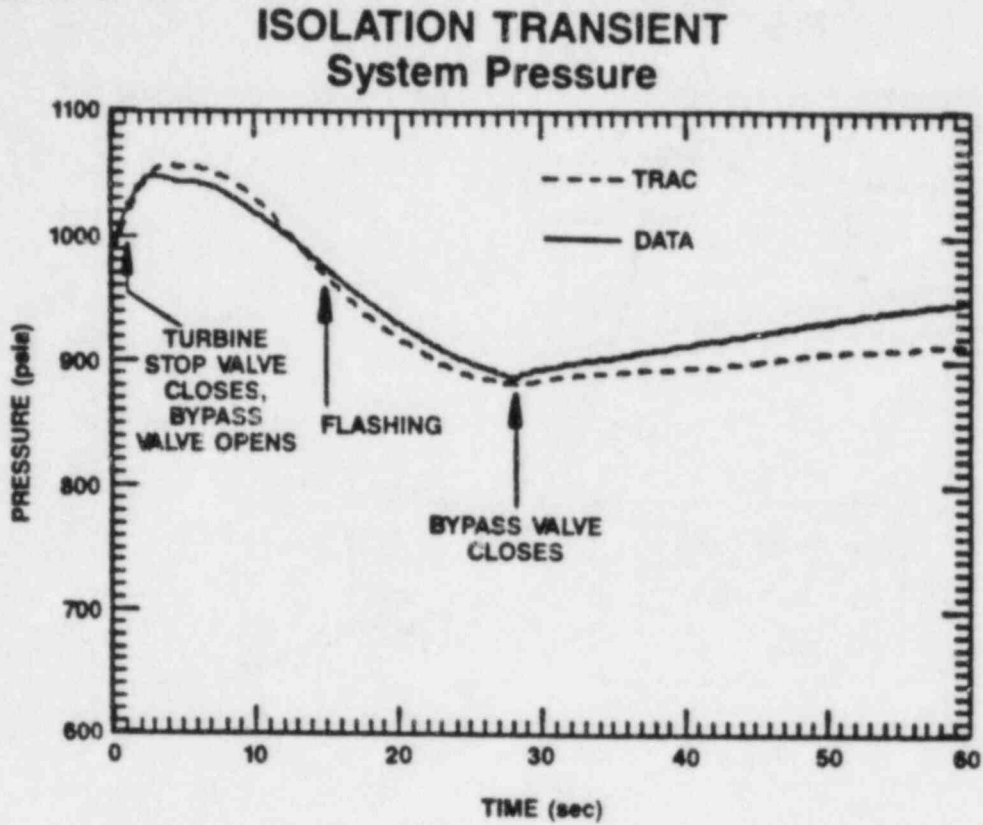 ISOLATION TRANSIENT
System Pressure
1100
1000
900
800
700
600
PRESSURE (psia)
TRAC
DATA
TURBINE
STOP VALVE
CLOSES,
BYPASS
VALVE OPENS
FLASHING
BYPASS VALVE
CLOSES
0
10
20
30
40
50
60
TIME (sec)